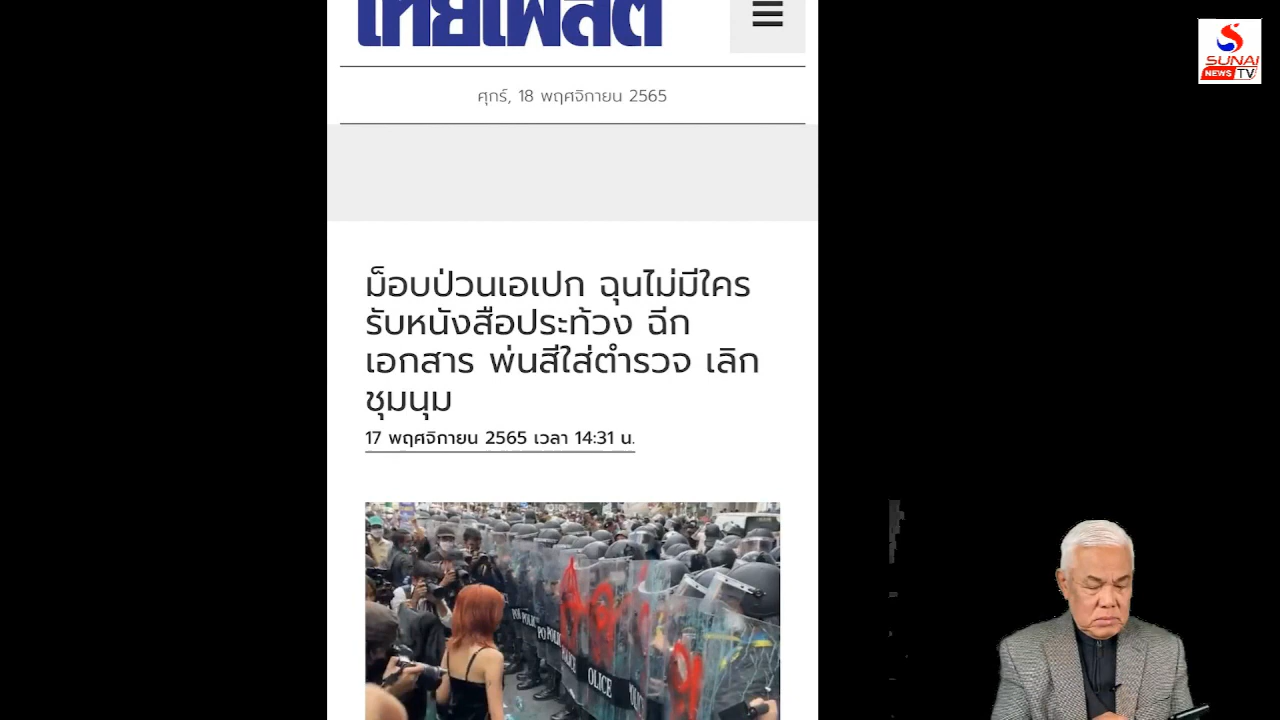 ไทยโพสต์
SUNAI
NEWS TV
ศุกร์, 18 พฤศจิกายน 2565
ม็อบป่วนเอเปก ฉุนไม่มีใคร
รับหนังสือประท้วง ฉีก
เอกสาร พ่นสีใส่ตำรวจ เลิก
ชุมนุม
17 พฤศจิกายน 2565 เวลา 14:31 น.
POLICE
OLICE